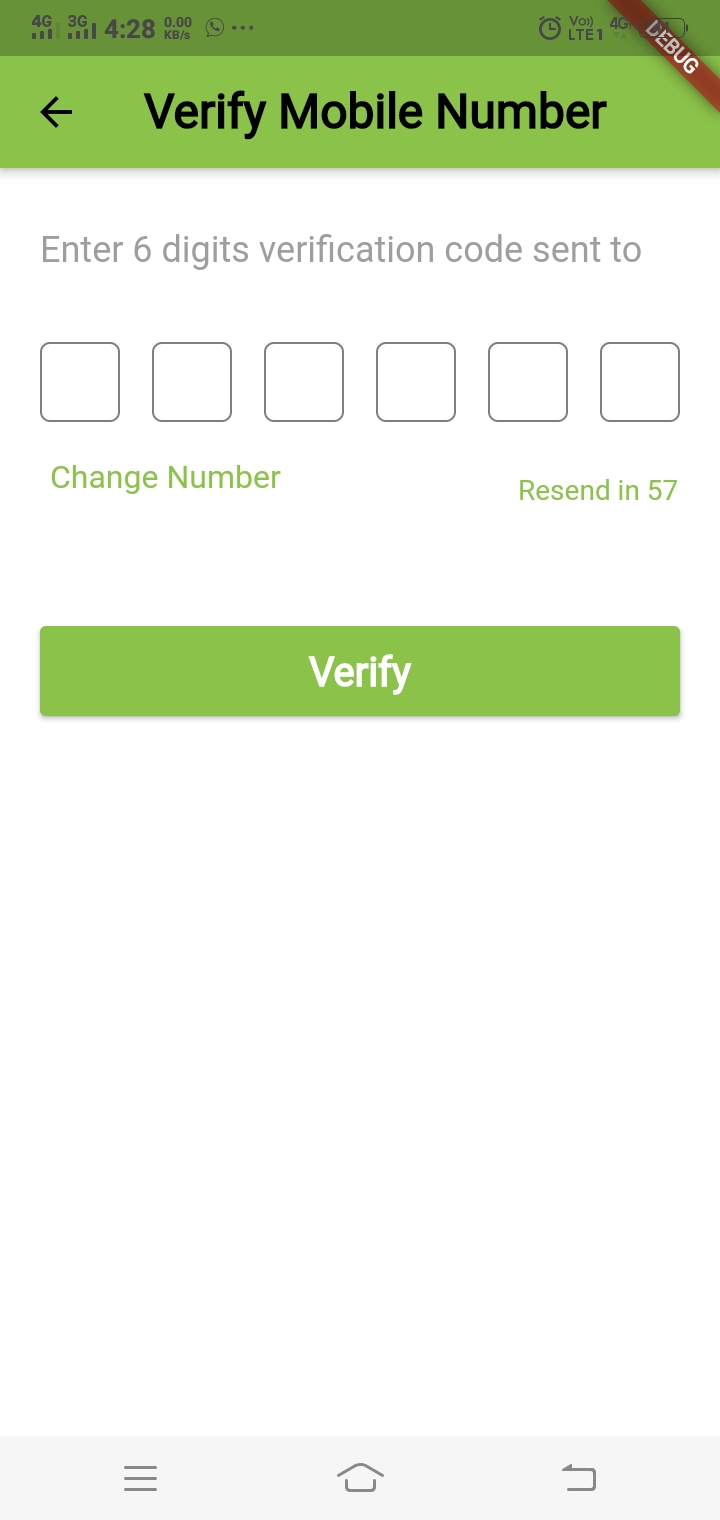 4G 3G 4:28 0.00 KB/s ... Vo)) LTE1 4G
DEBUG
Verify Mobile Number
Enter 6 digits verification code sent to
Change Number
Resend in 57
Verify